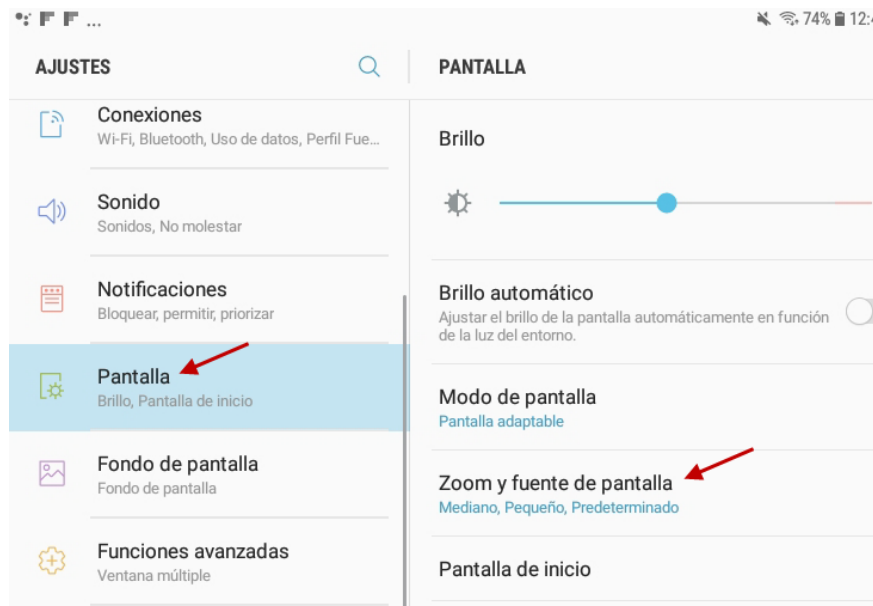 ... 74% 12:4
AJUSTES
Conexiones
Wi-Fi, Bluetooth, Uso de datos, Perfil Fue...
Sonido
Sonidos, No molestar
Notificaciones
Bloquear, permitir, priorizar
Pantalla
Brillo, Pantalla de inicio
Fondo de pantalla
Fondo de pantalla
Funciones avanzadas
Ventana múltiple
PANTALLA
Brillo
Brillo automático
Ajustar el brillo de la pantalla automáticamente en función
de la luz del entorno.
Modo de pantalla
Pantalla adaptable
Zoom y fuente de pantalla
Mediano, Pequeño, Predeterminado
Pantalla de inicio